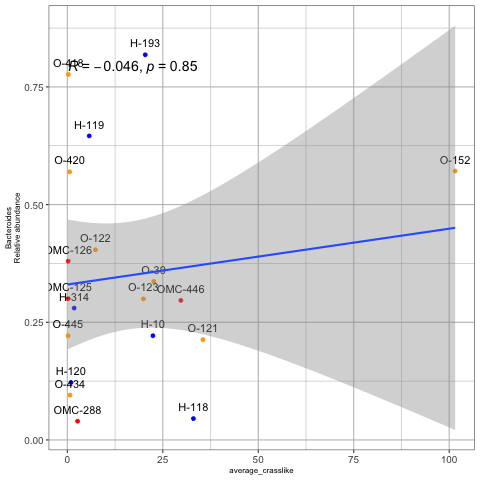 H-193
O-418
R = −0.046, p = 0.85
0.75
H-119
O-420
O-152
0.50
O-122
OMC-126
O-39
OMC-125
O-123
OMC-446
H-314
0.25
O-445
H-10
O-121
H-120
O-434
OMC-288
H-118
0.00
0
25
50
75
100
average_crasslike
Bacteroides
Relative abundance